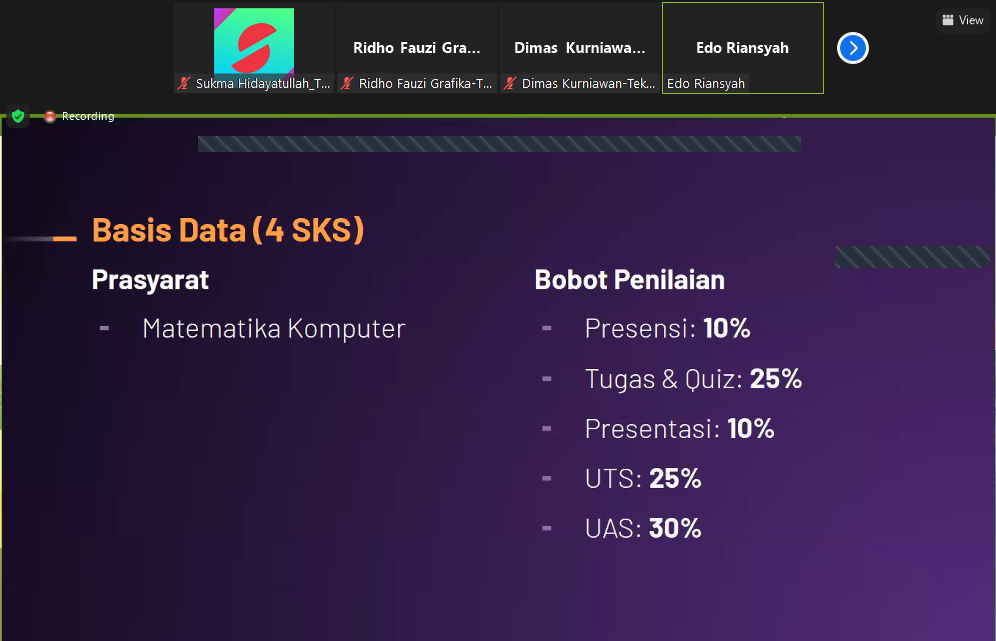 Ridho Fauzi Gra...
Dimas Kurniawa...
Edo Riansyah
View
Sukma Hidayatullah_T...
Ridho Fauzi Grafika-T...
Dimas Kurniawan-Tek...
Edo Riansyah
Recording
Basis Data (4 SKS)
Prasyarat
- Matematika Komputer
Bobot Penilaian
- Presensi: 10%
- Tugas & Quiz: 25%
- Presentasi: 10%
- UTS: 25%
- UAS: 30%